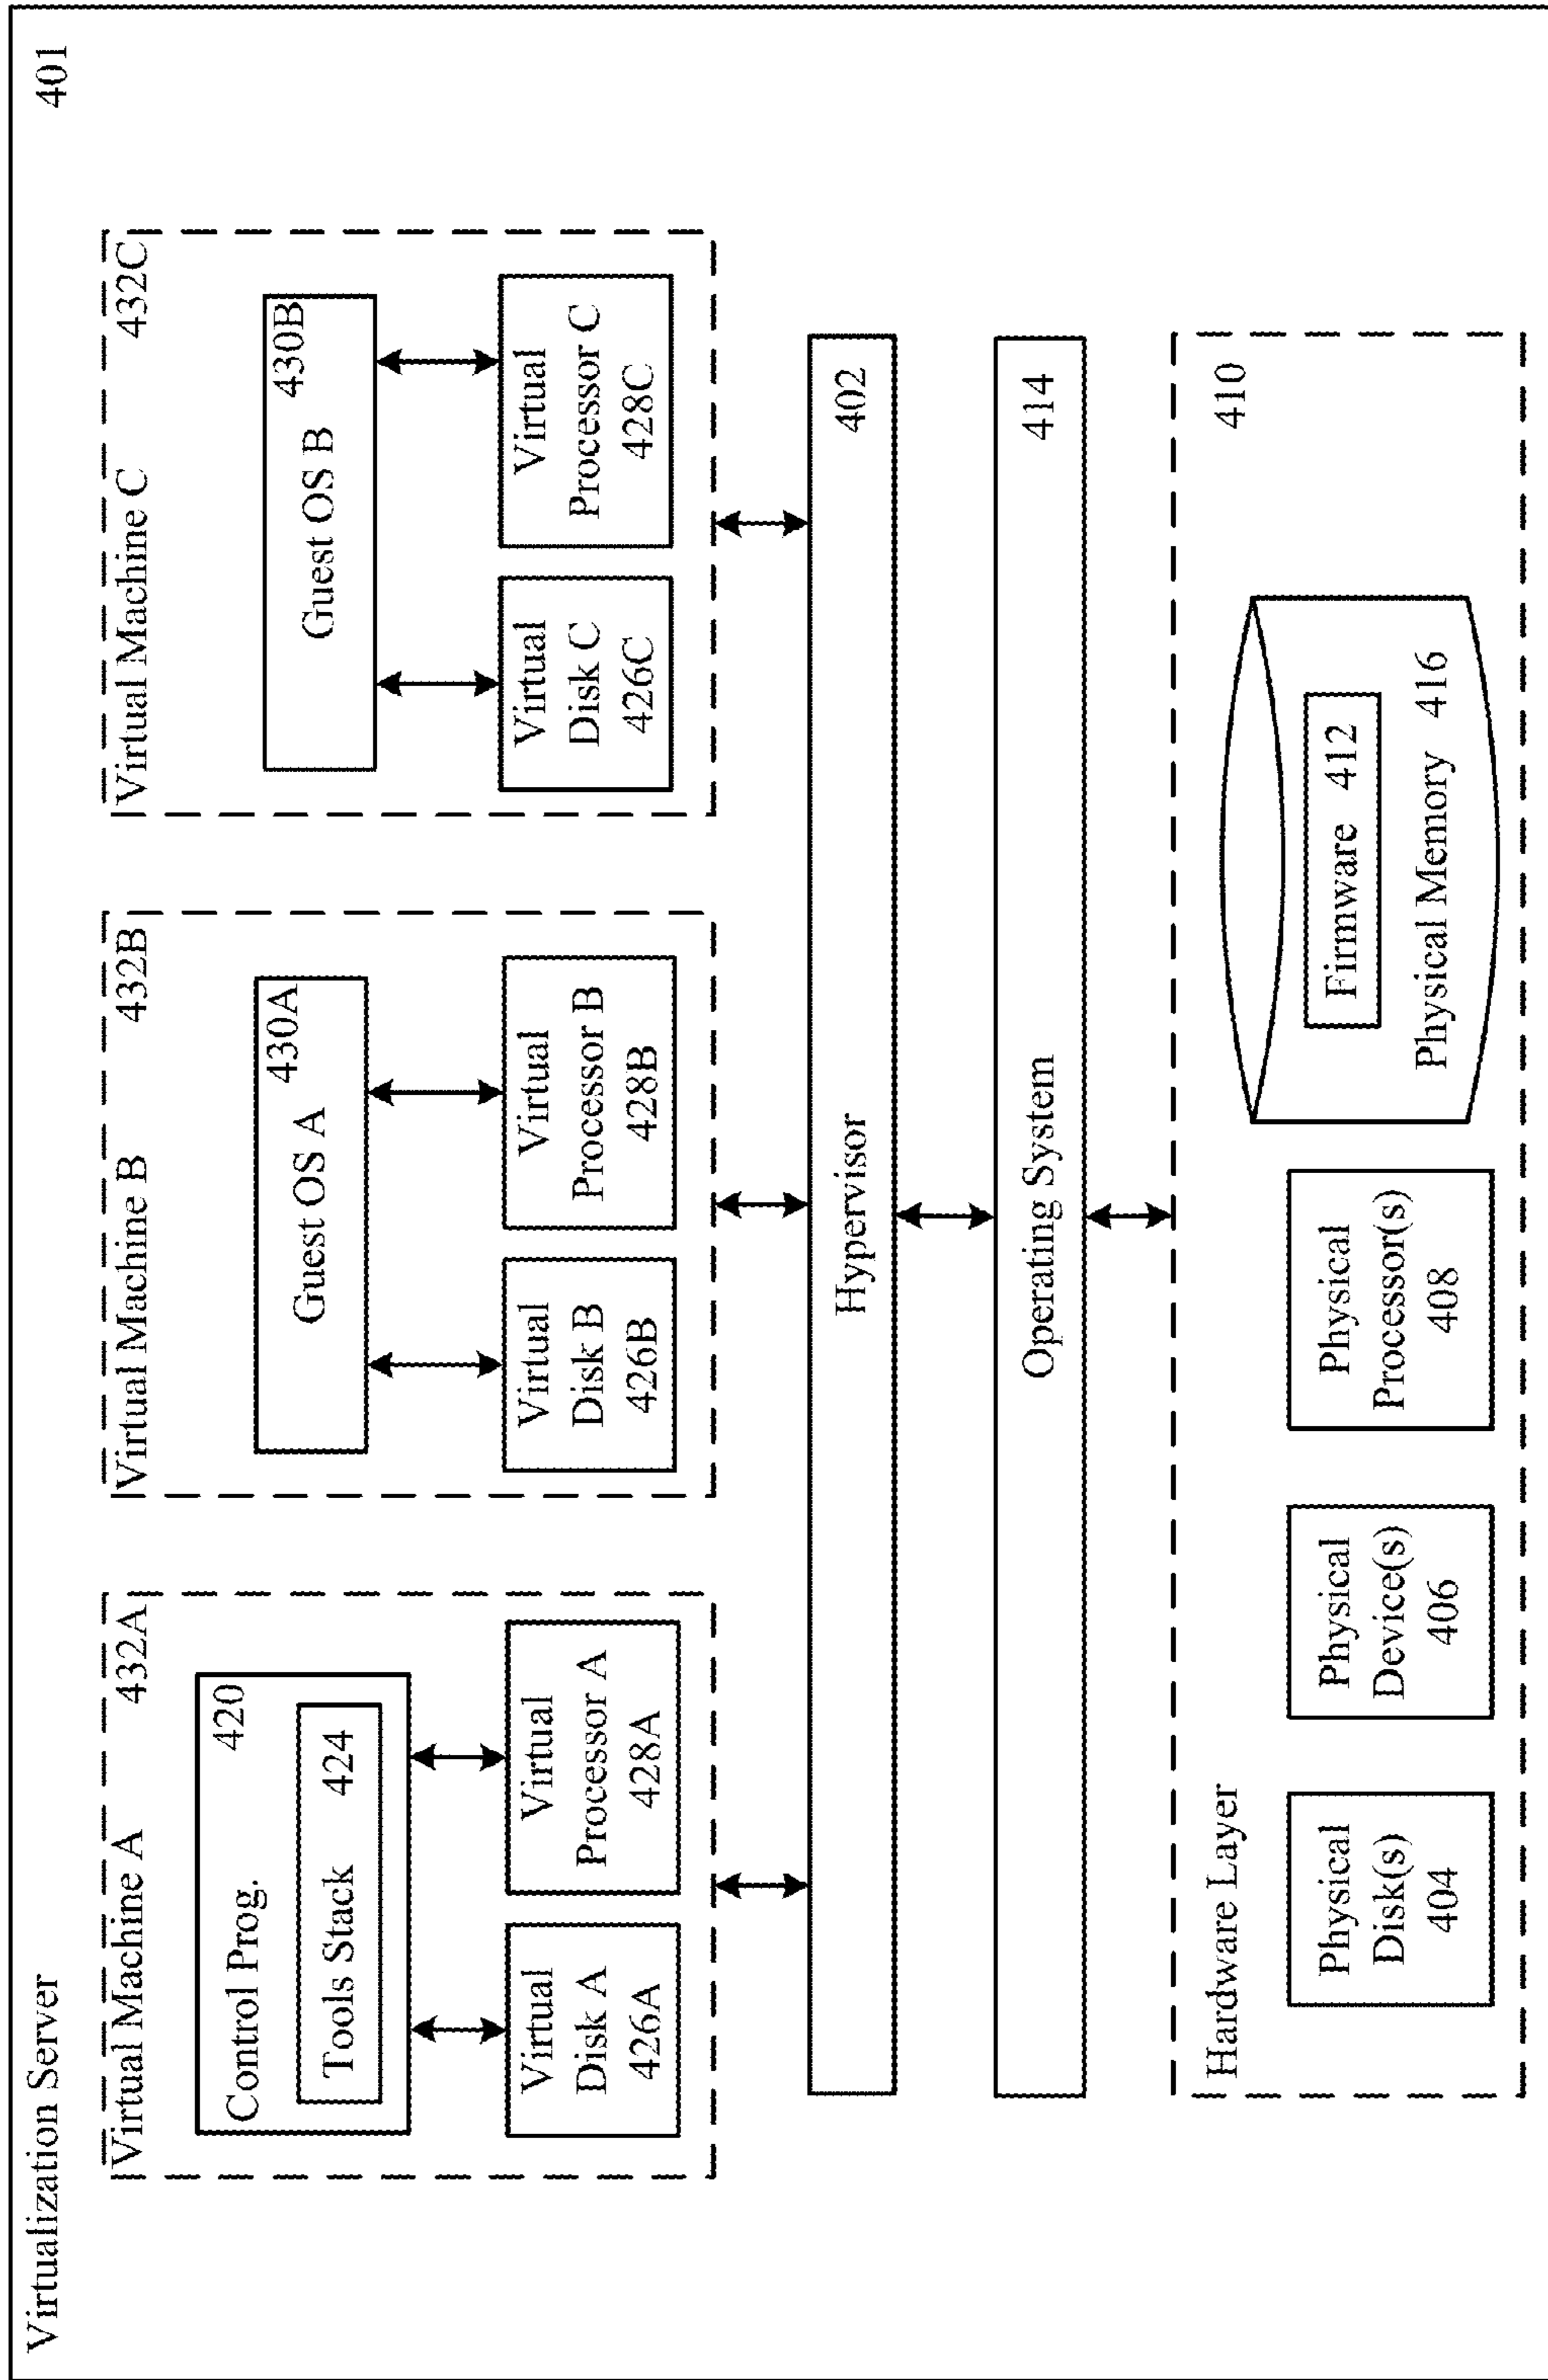 Virtualization Server
401
Virtual Machine A
432A
Control Prog.
420
Tools Stack 424
Virtual
Disk A
426A
Virtual
Processor A
428A
Virtual Machine B
432B
Guest OS A
430A
Virtual
Disk B
426B
Virtual
Processor B
428B
Virtual Machine C
432C
Guest OS B
430B
Virtual
Disk C
426C
Virtual
Processor C
428C
Hypervisor
402
Operating System
414
Hardware Layer
410
Physical
Disk(s)
404
Physical
Device(s)
406
Physical
Processor(s)
408
Firmware 412
Physical Memory 416